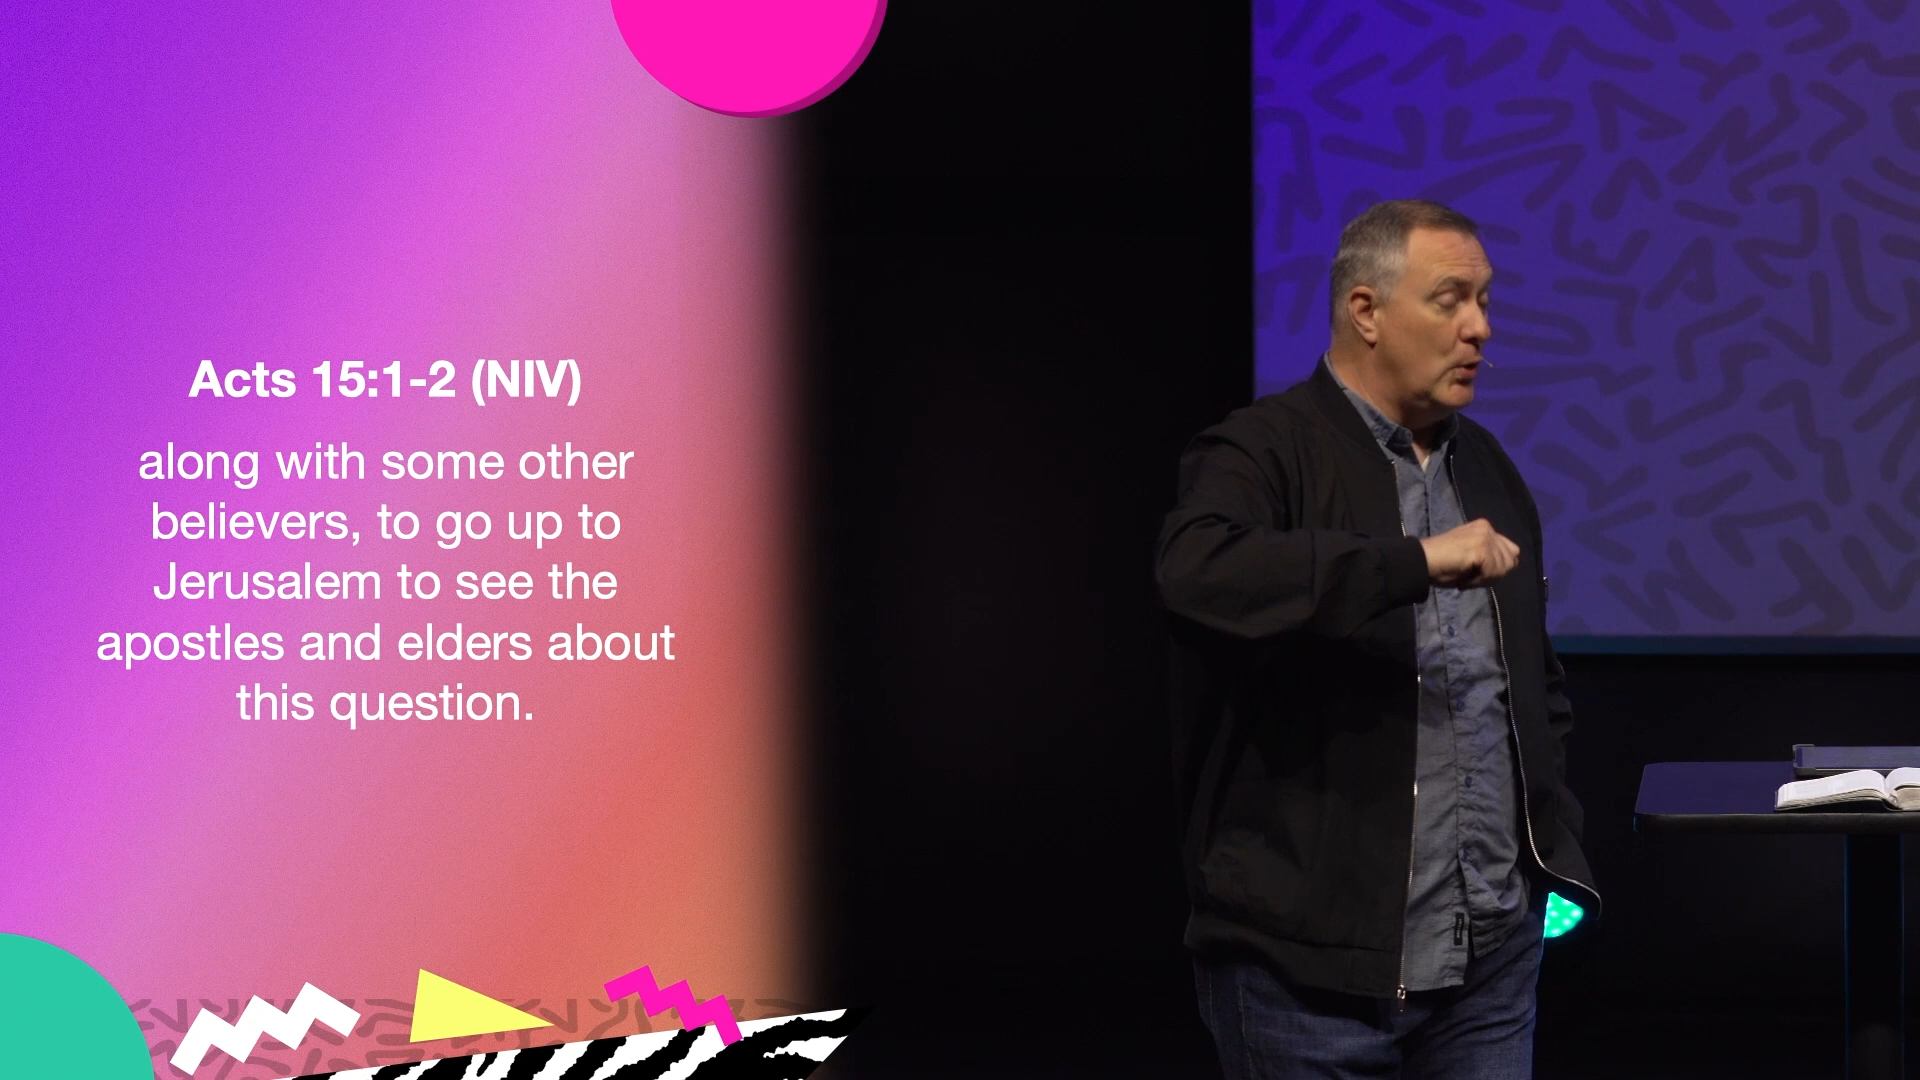 Acts 15:1-2 (NIV)
along with some other
believers, to go up to
Jerusalem to see the
apostles and elders about
this question.